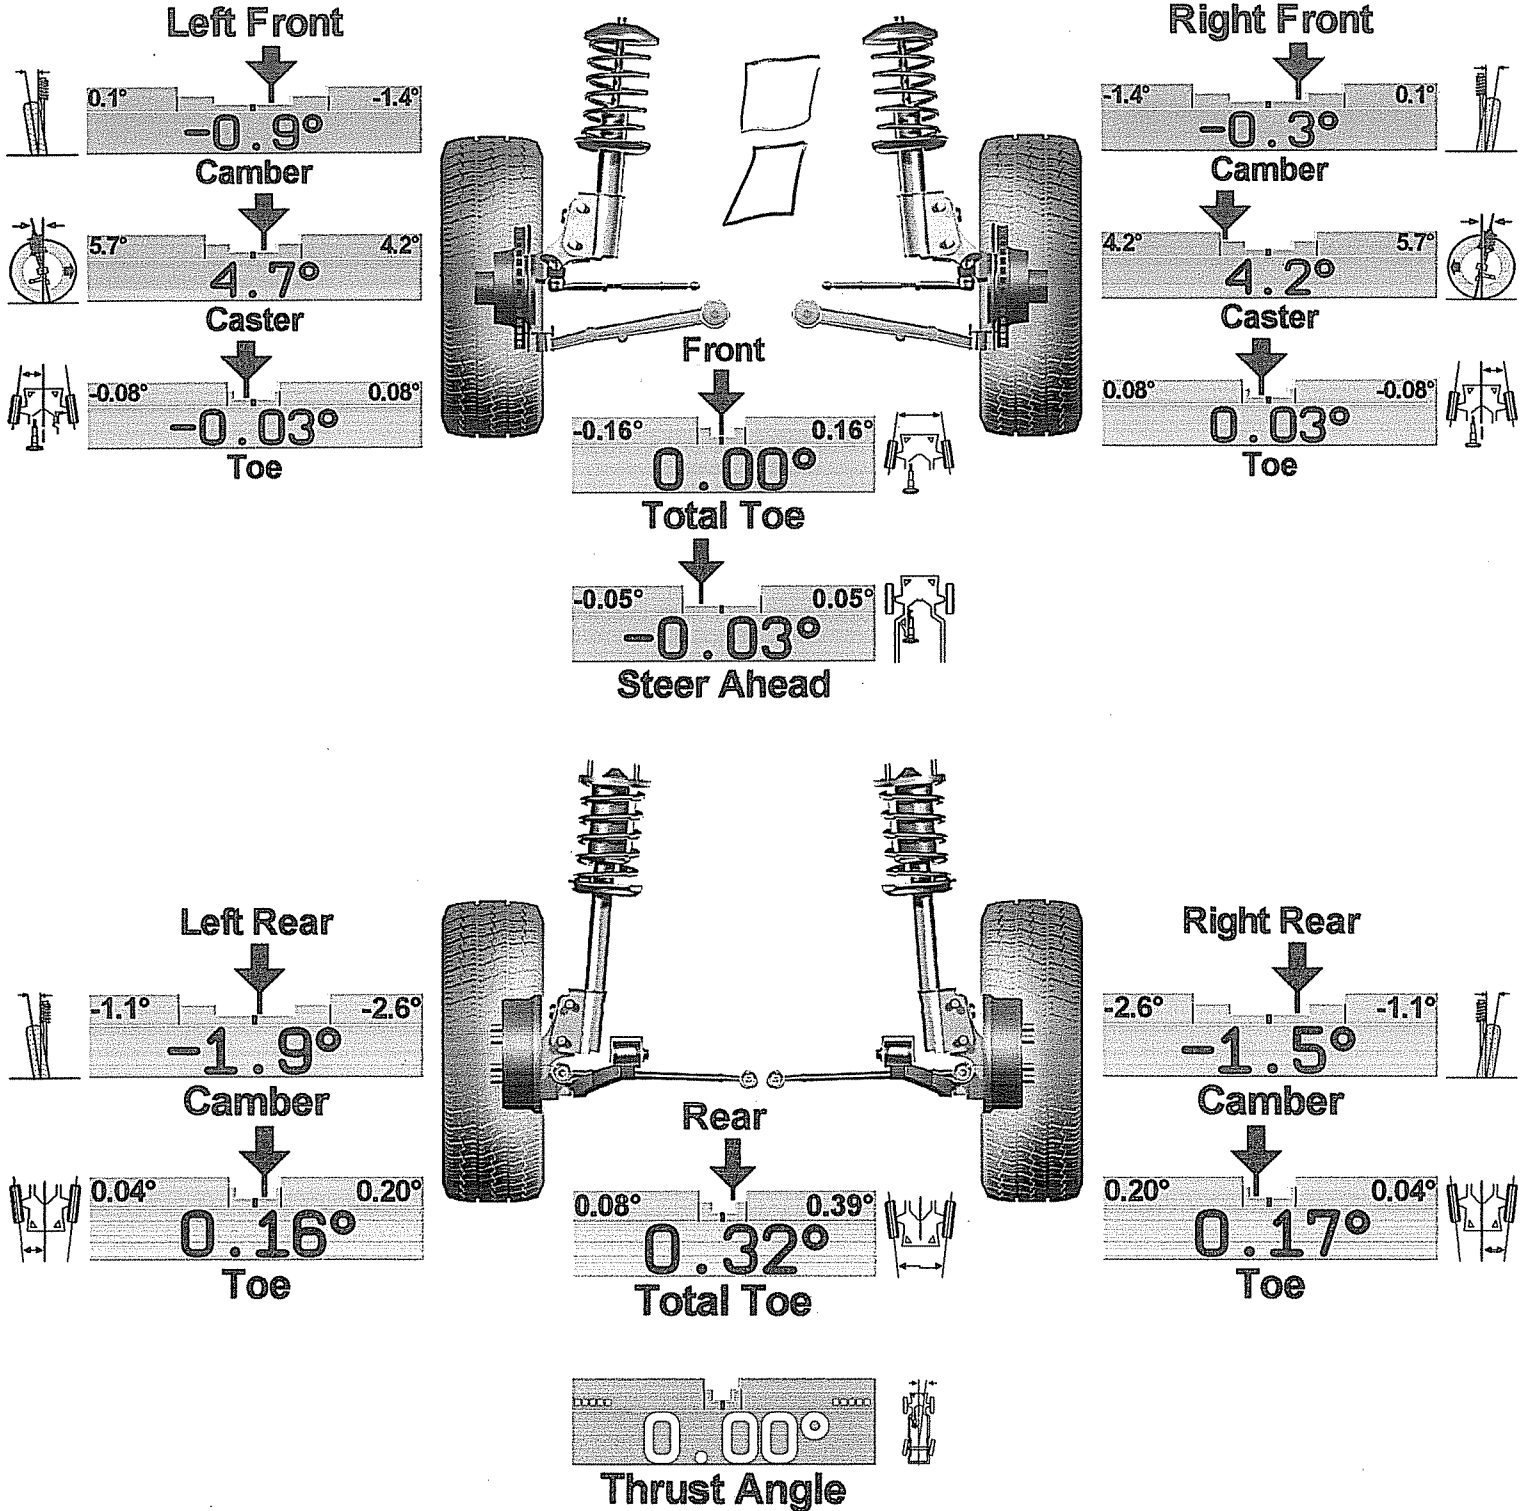 Left Front
0.1° -1.4°
-0.9°
Camber
5.7° 4.2°
4.7°
Caster
-0.08° 0.08°
-0.03°
Toe
Right Front
-1.4° 0.1°
-0.3°
Camber
4.2° 5.7°
4.2°
Caster
0.08° -0.08°
0.03°
Toe
Front
-0.16° 0.16°
0.00°
Total Toe
-0.05° 0.05°
-0.03°
Steer Ahead
Left Rear
-1.1° -2.6°
-1.9°
Camber
0.04° 0.20°
0.16°
Toe
Right Rear
-2.6° -1.1°
-1.5°
Camber
0.20° 0.04°
0.17°
Toe
Rear
0.08° 0.39°
0.32°
Total Toe
0.00°
Thrust Angle